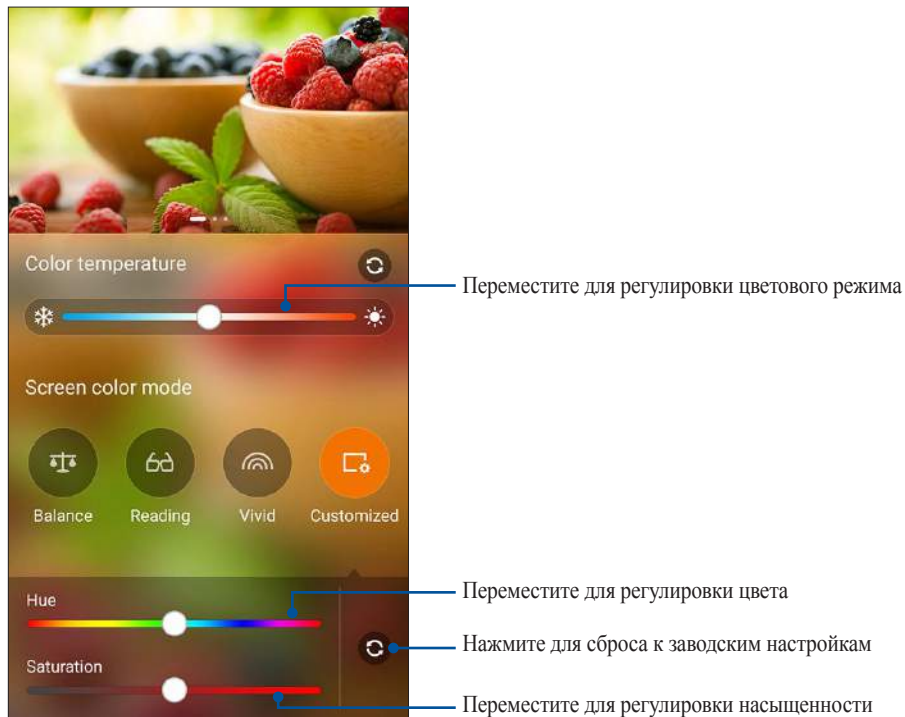 Color temperature
Переместите для регулировки цветового режима
Screen color mode
Balance
Reading
Vivid
Customized
Hue
Переместите для регулировки цвета
Нажмите для сброса к заводским настройкам
Saturation
Переместите для регулировки насыщенности